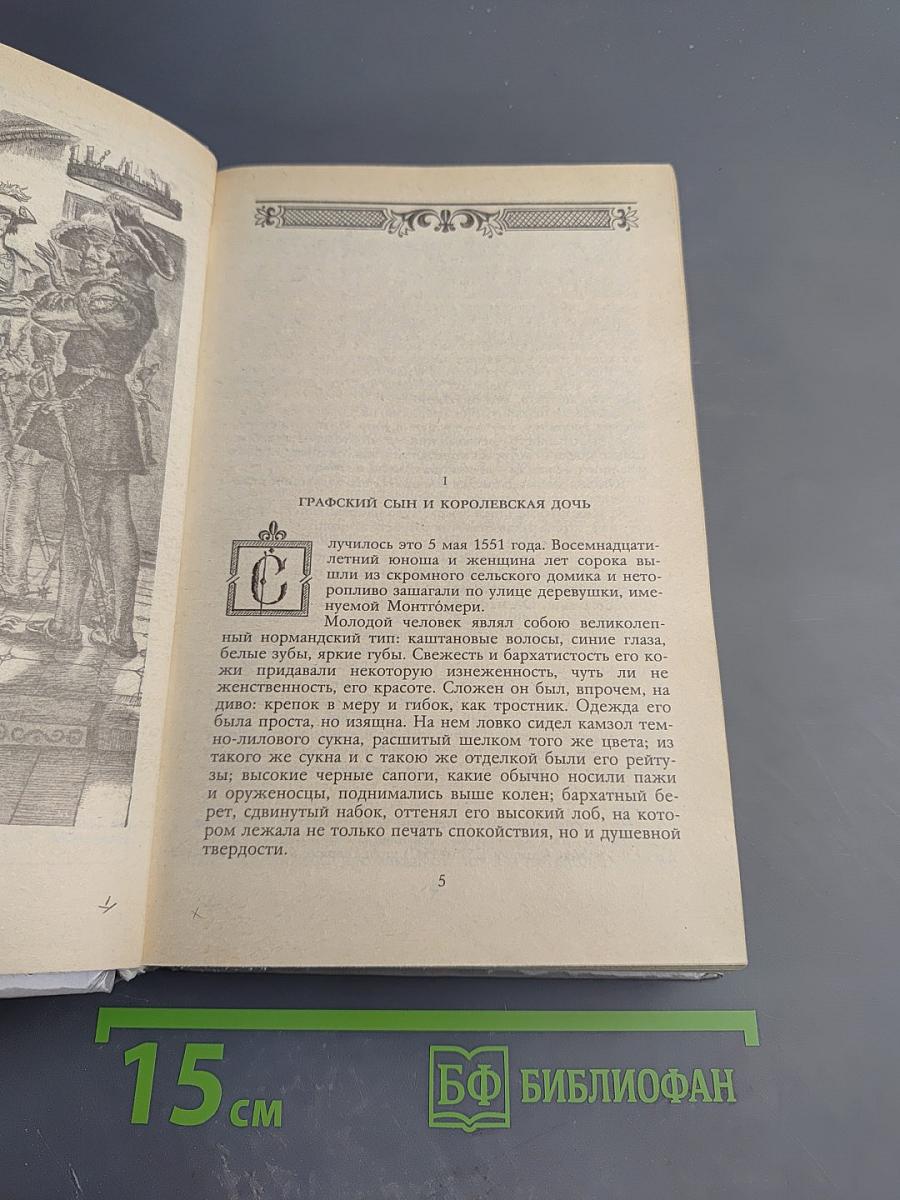 I
ГРАФСКИЙ СЫН И КОРОЛЕВСКАЯ ДОЧЬ
Случилось это 5 мая 1551 года. Восемнадцати-
летний юноша и женщина лет сорока вы-
шли из скромного сельского домика и нето-
ропливо зашагали по улице деревушки, име-
нуемой Монтго́мери.
Молодой человек являл собою великолеп-
ный нормандский тип: каштановые волосы, синие глаза,
белые зубы, яркие губы. Свежесть и бархатистость его ко-
жи придавали некоторую изнеженность, чуть ли не
женственность, его красоте. Сложен он был, впрочем, на
диво: крепок в меру и гибок, как тростник. Одежда его
была проста, но изящна. На нем ловко сидел камзол тем-
но-лилового сукна, расшитый шелком того же цвета; из
такого же сукна и с такою же отделкой были его рейту-
зы; высокие черные сапоги, какие обычно носили пажи
и оруженосцы, поднимались выше колен; бархатный бе-
рет, сдвинутый набок, оттенял его высокий лоб, на ко-
тором лежала не только печать спокойствия, но и душевной
твердости.
5
15 см
БФ БИБЛИОФАН